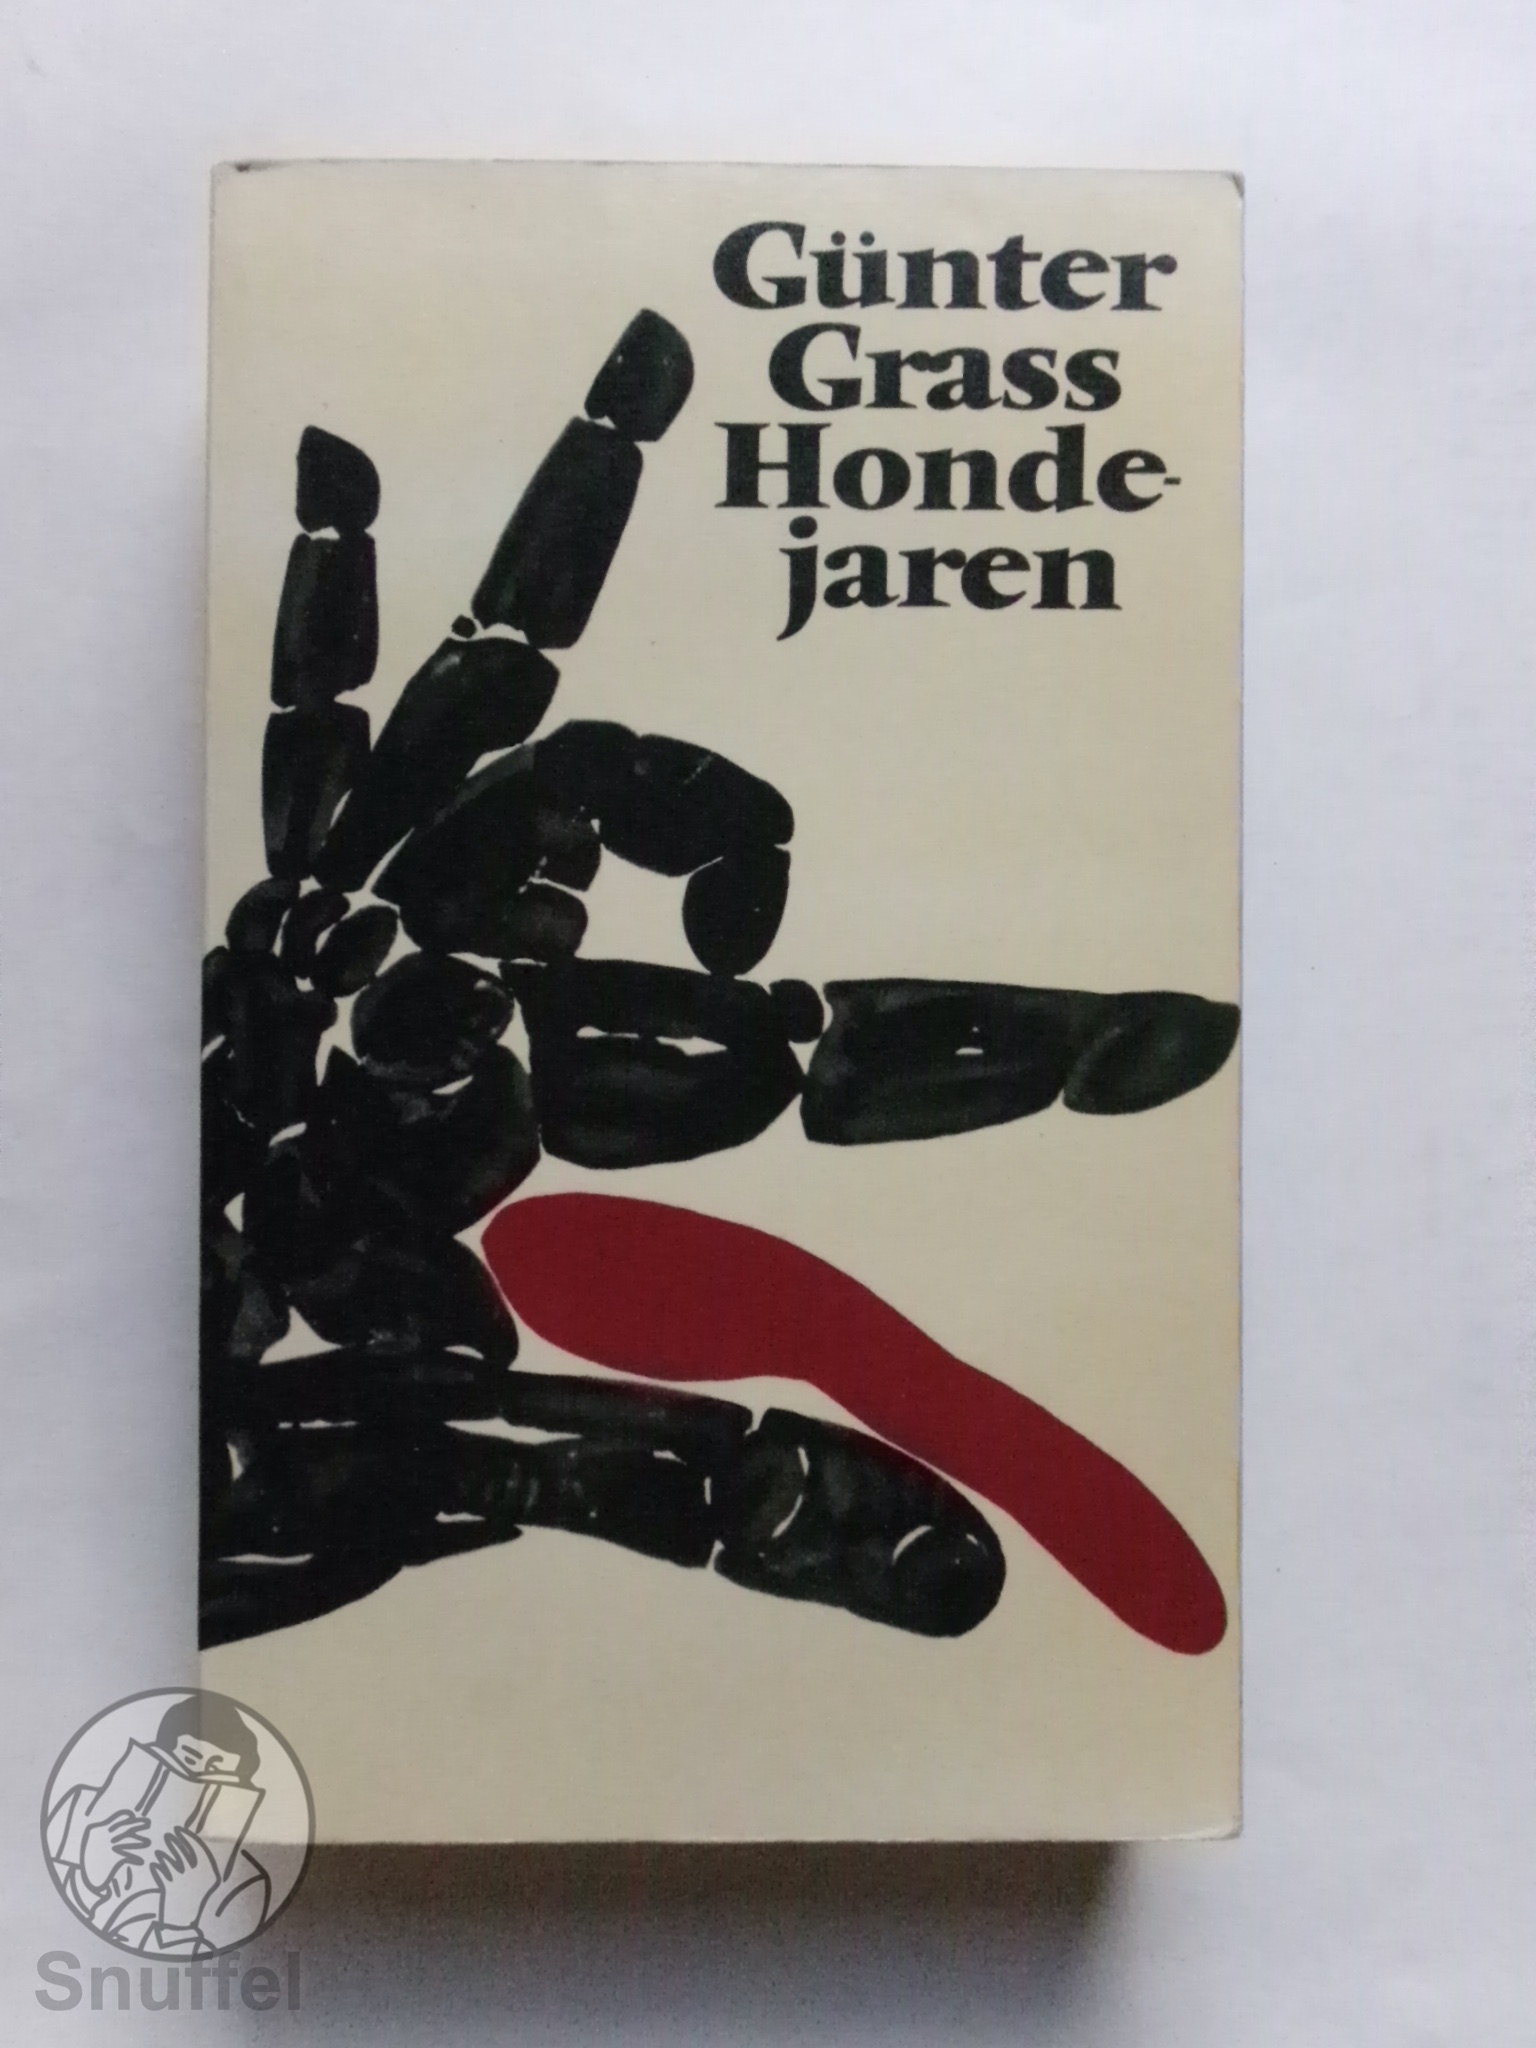 Günter
Grass
Honde-
jaren
Snuffel